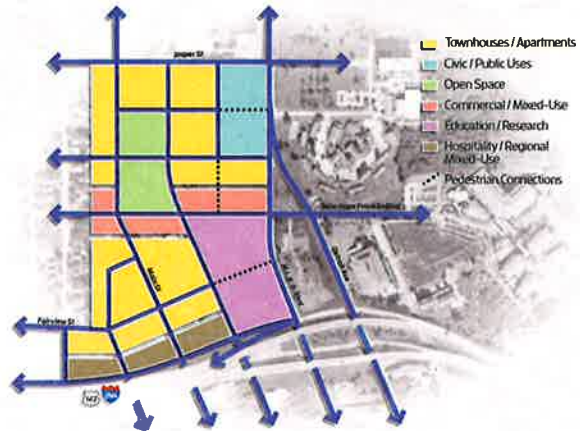 Jasper St
Townhouses / Apartments
Civic / Public Uses
Open Space
Commercial / Mixed-Use
Education / Research
Hospitality / Regional
Mixed-Use
Pedestrian Connections
Fairview St